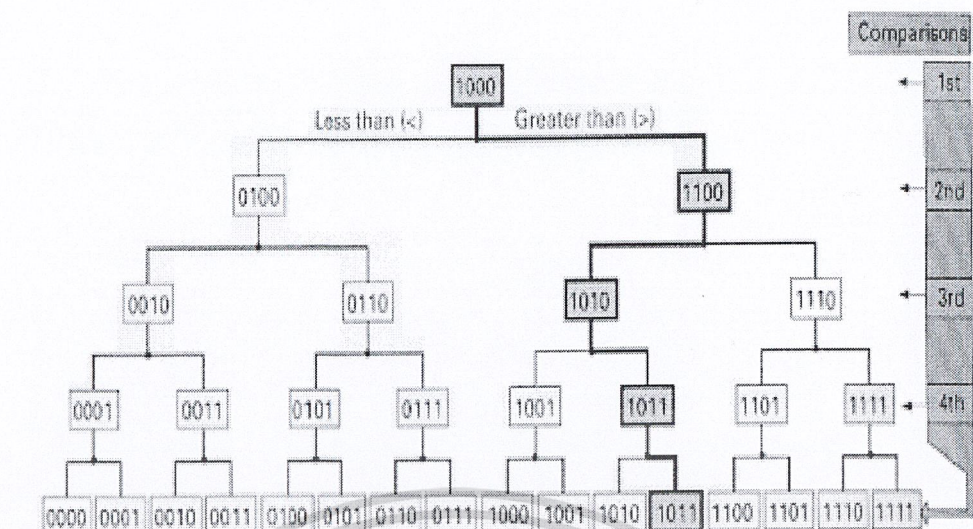 Comparisons
1000 1st
Less than (<) Greater than (>)
0100 1100 2nd
0010 0110 1010 1110 3rd
0001 0011 0101 0111 1001 1011 1101 1111 4th
0000 0001 0010 0011 0100 0101 0110 0111 1000 1001 1010 1011 1100 1101 1110 1111